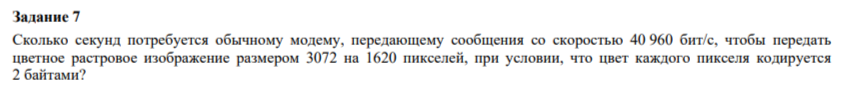 Задание 7
Сколько секунд потребуется обычному модему, передающему сообщения со скоростью 40 960 бит/с, чтобы передать
цветное растровое изображение размером 3072 на 1620 пикселей, при условии, что цвет каждого пикселя кодируется
2 байтами?